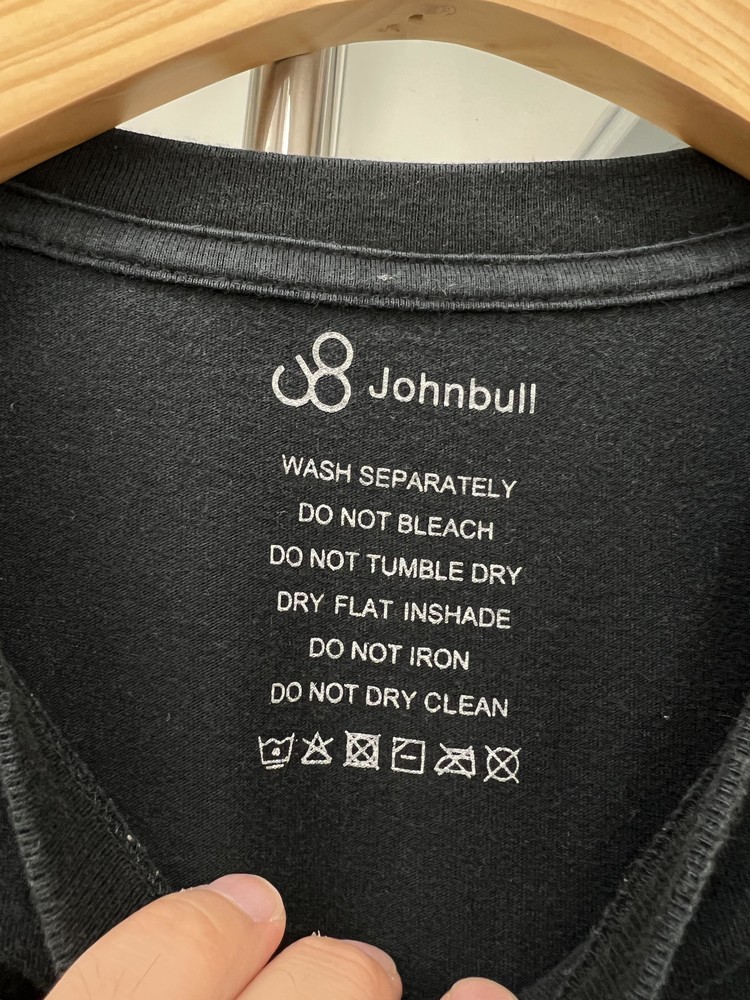 Johnbull
WASH SEPARATELY
DO NOT BLEACH
DO NOT TUMBLE DRY
DRY FLAT INSHADE
DO NOT IRON
DO NOT DRY CLEAN
40